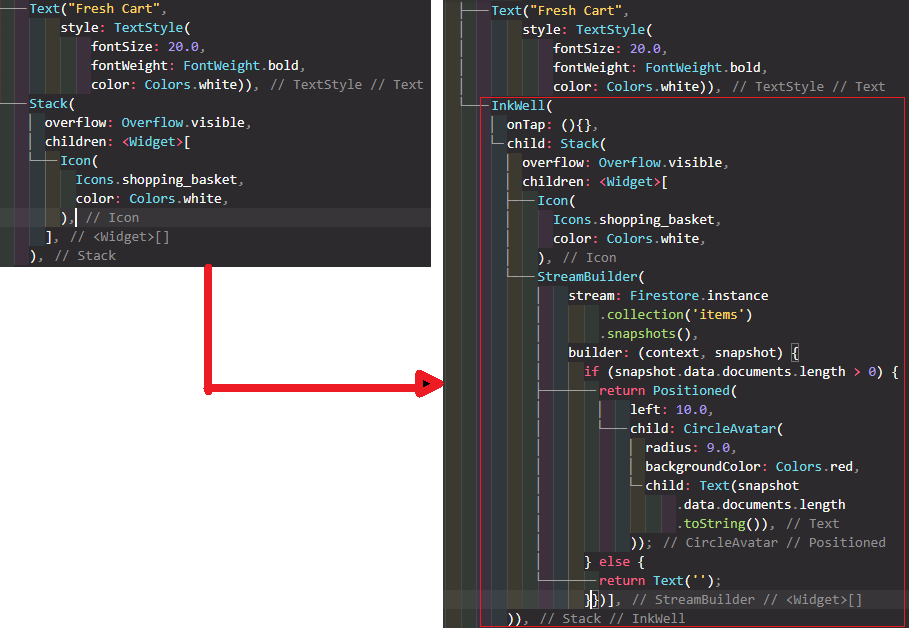 Text("Fresh Cart",
style: TextStyle(
fontSize: 20.0,
fontWeight: FontWeight.bold,
color: Colors.white)), // TextStyle // Text
Stack(
overflow: Overflow.visible,
children: <Widget>[
Icon(
Icons.shopping_basket,
color: Colors.white,
), // Icon
], // <Widget>[]
), // Stack
Text("Fresh Cart",
style: TextStyle(
fontSize: 20.0,
fontWeight: FontWeight.bold,
color: Colors.white)), // TextStyle // Text
InkWell(
onTap: (){},
child: Stack(
overflow: Overflow.visible,
children: <Widget>[
Icon(
Icons.shopping_basket,
color: Colors.white,
), // Icon
StreamBuilder(
stream: Firestore.instance
.collection('items')
.snapshots(),
builder: (context, snapshot) {
if (snapshot.data.documents.length > 0) {
return Positioned(
left: 10.0,
child: CircleAvatar(
radius: 9.0,
backgroundColor: Colors.red,
child: Text(snapshot
.data.documents.length
.toString()), // Text
)); // CircleAvatar // Positioned
} else {
return Text('');
}})], // StreamBuilder // <Widget>[]
)), // Stack // InkWell